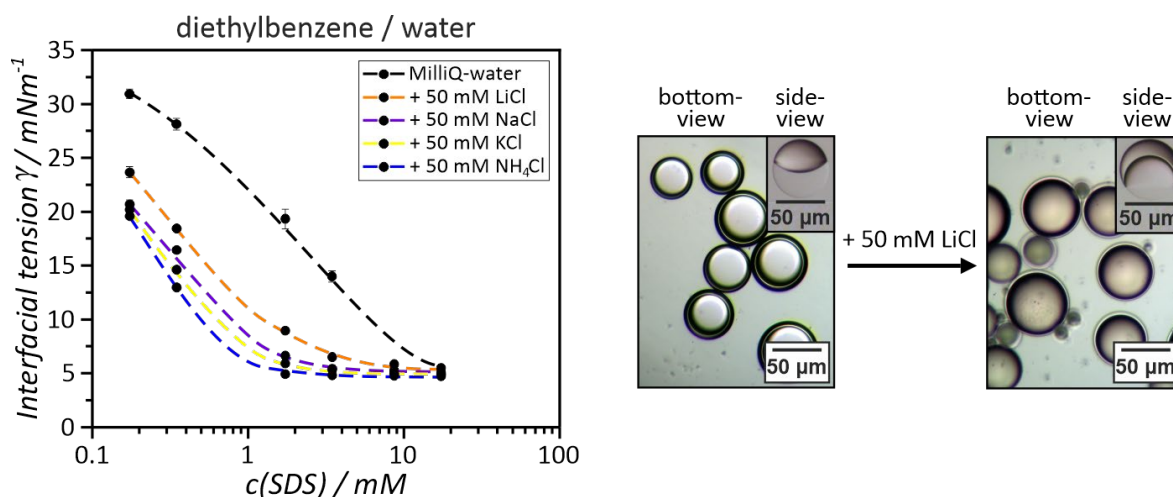 diethylbenzene / water
Interfacial tension γ / mNm⁻¹
35
30
25
20
15
10
5
0
0.1
1
10
100
c(SDS) / mM
MilliQ-water
+ 50 mM LiCl
+ 50 mM NaCl
+ 50 mM KCl
+ 50 mM NH₄Cl
bottom-
view
side-
view
50 µm
50 µm
+ 50 mM LiCl
bottom-
view
side-
view
50 µm
50 µm